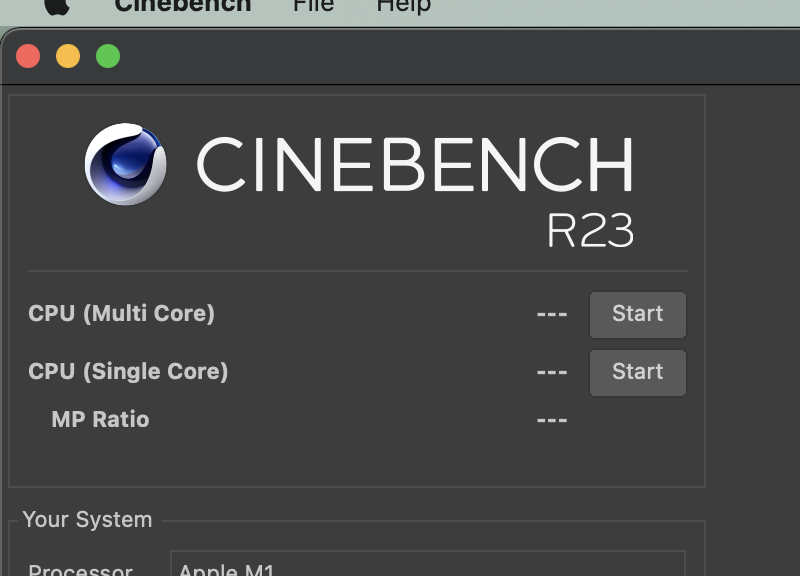 Cinebench File Help
CINEBENCH
R23
CPU (Multi Core) --- Start
CPU (Single Core) --- Start
MP Ratio ---
Your System
Processor Apple M1